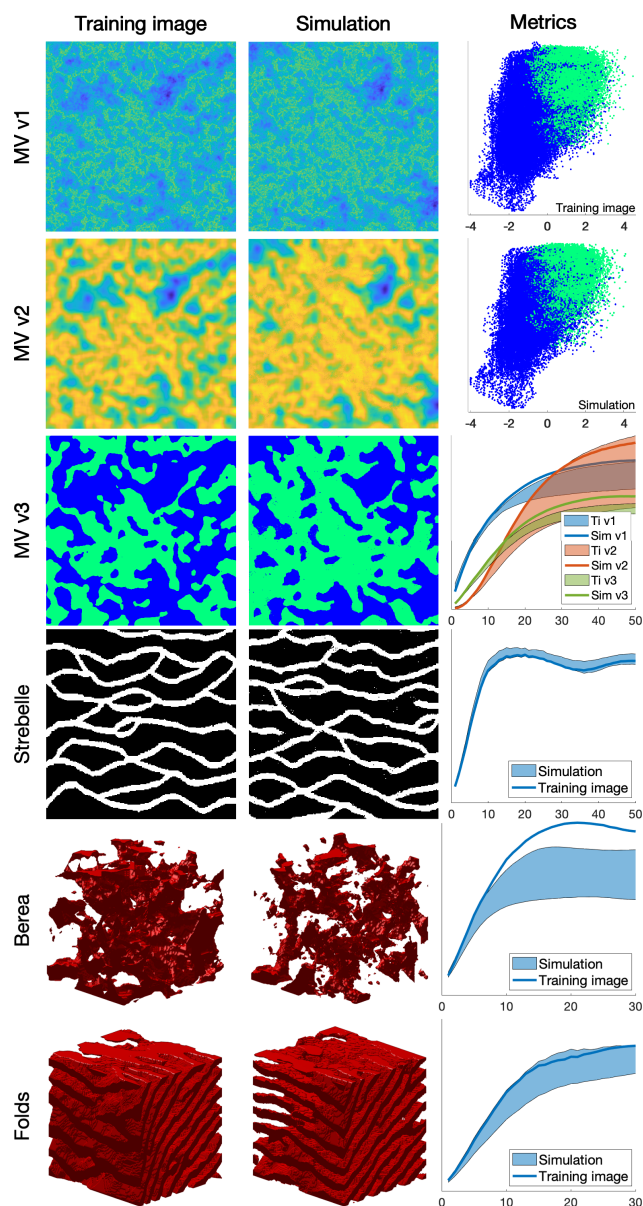 Training image
Simulation
Metrics
MV v1
Training image
-4 -2 0 2 4
MV v2
Simulation
-4 -2 0 2 4
MV v3
Ti v1
Sim v1
Ti v2
Sim v2
Ti v3
Sim v3
0 10 20 30 40 50
Strebelle
Simulation
Training image
0 10 20 30 40 50
Berea
Simulation
Training image
0 10 20 30
Folds
Simulation
Training image
0 10 20 30